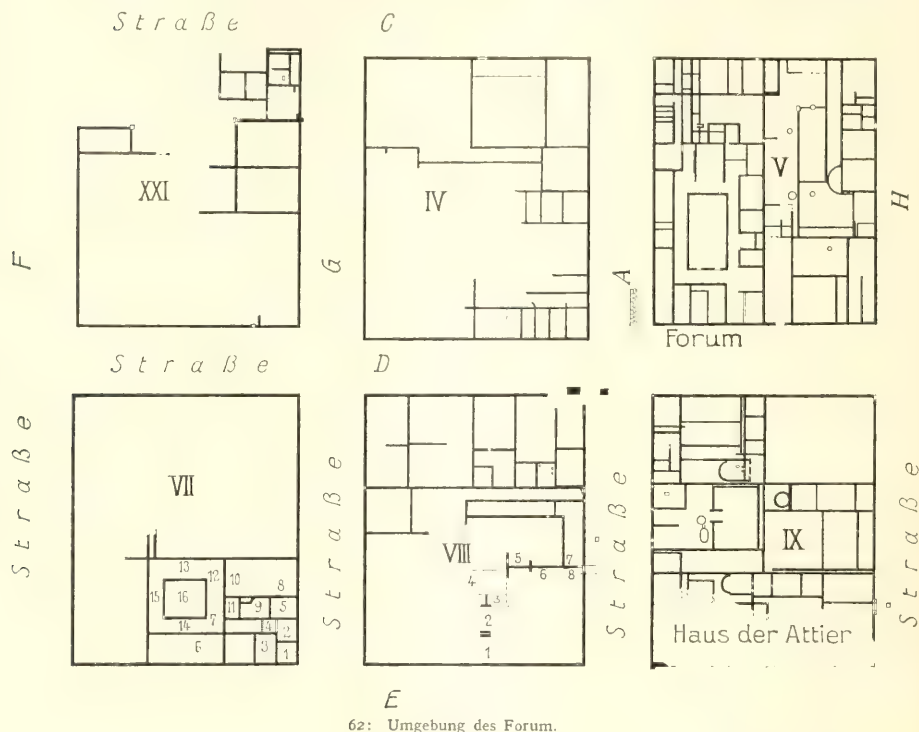 Straße
C
XXI
IV
V
F
G
A
H
Forum
Straße
D
VII
VIII
IX
Straße
Straße
Straße
Straße
13
12
10
8
15
16
11
9
5
14
7
4
2
6
3
1
5
7
6
8
4
3
2
1
Haus der Attier
E
62: Umgebung des Forum.